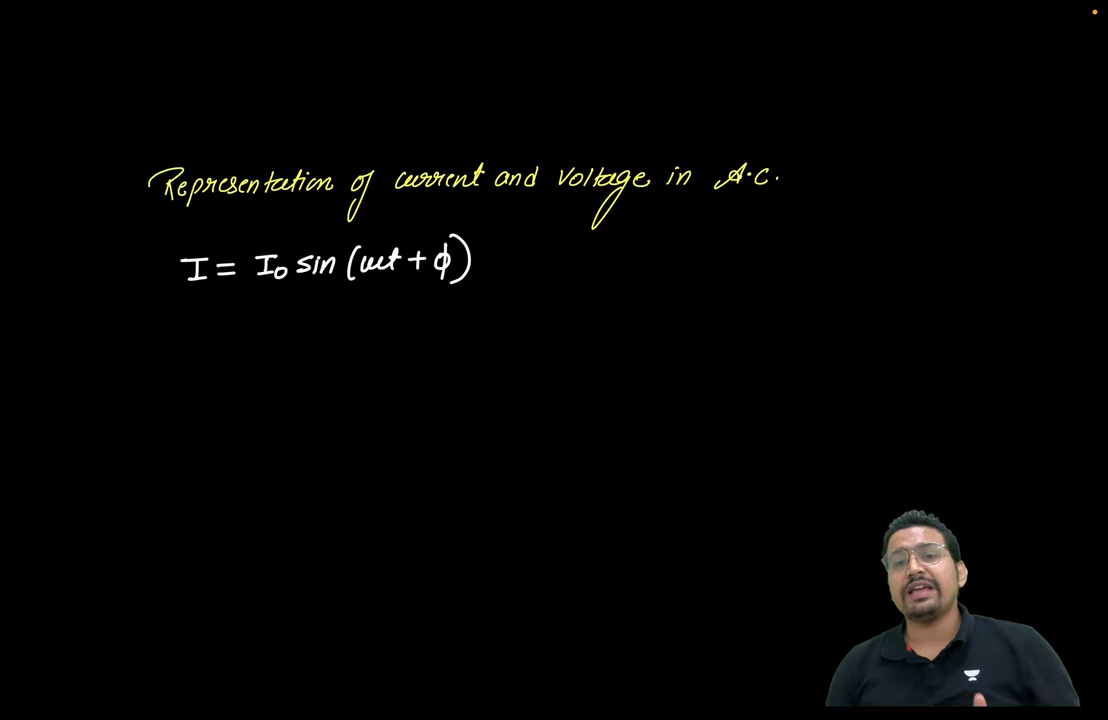 Representation of current and voltage in A.C.
I = I₀ sin (ωt + ϕ)